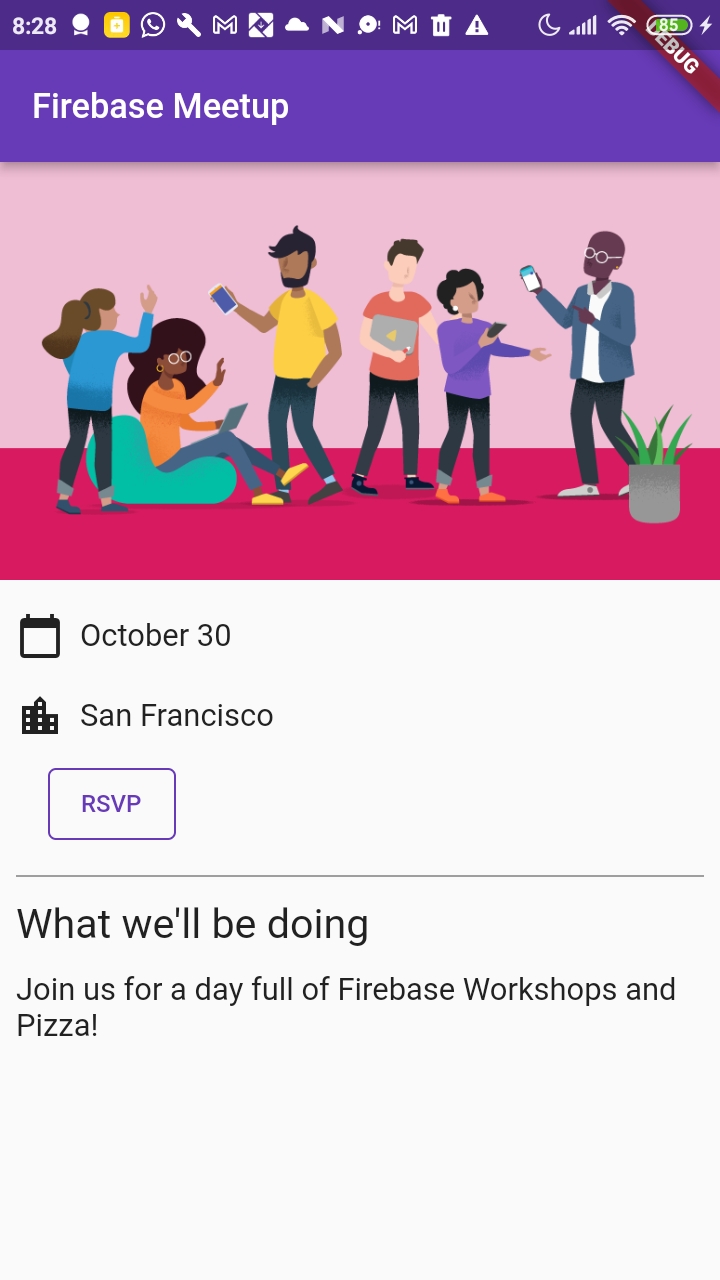 8:28
85
DEBUG
Firebase Meetup
October 30
San Francisco
RSVP
What we'll be doing
Join us for a day full of Firebase Workshops and
Pizza!